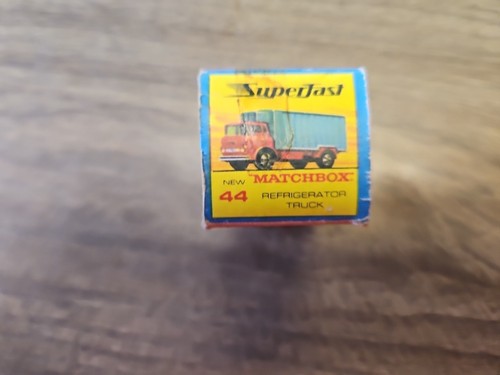 Superfast
NEW "MATCHBOX"
44 REFRIGERATOR
TRUCK